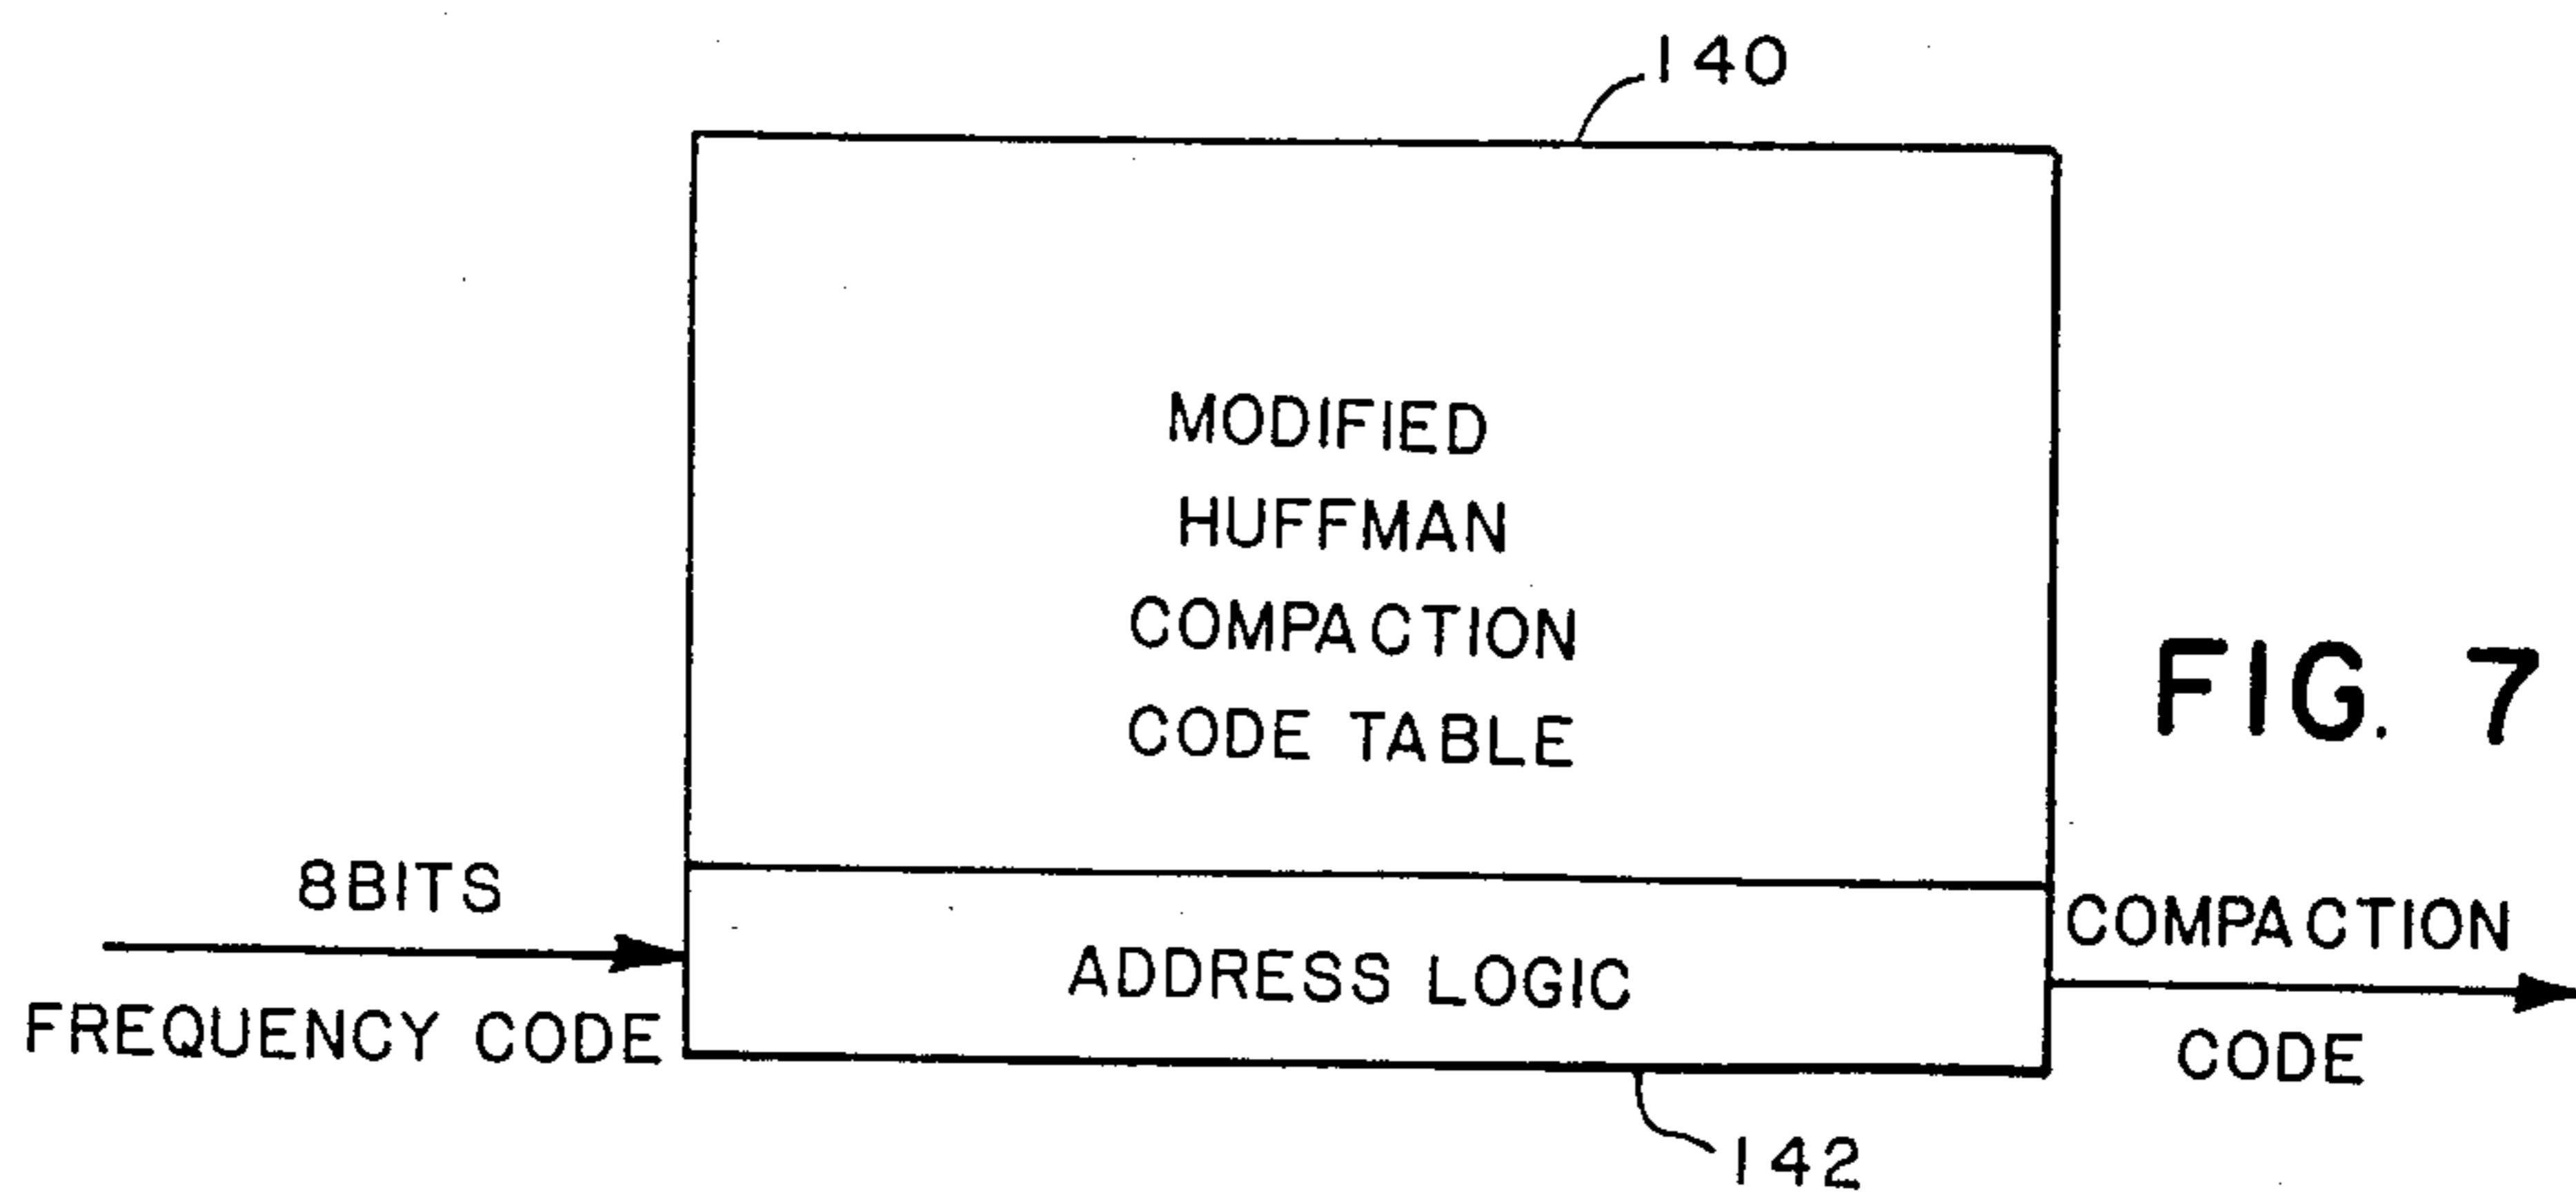 140
MODIFIED
HUFFMAN
COMPACTION
CODE TABLE
FIG. 7
8BITS
FREQUENCY CODE
ADDRESS LOGIC
COMPACTION
CODE
142